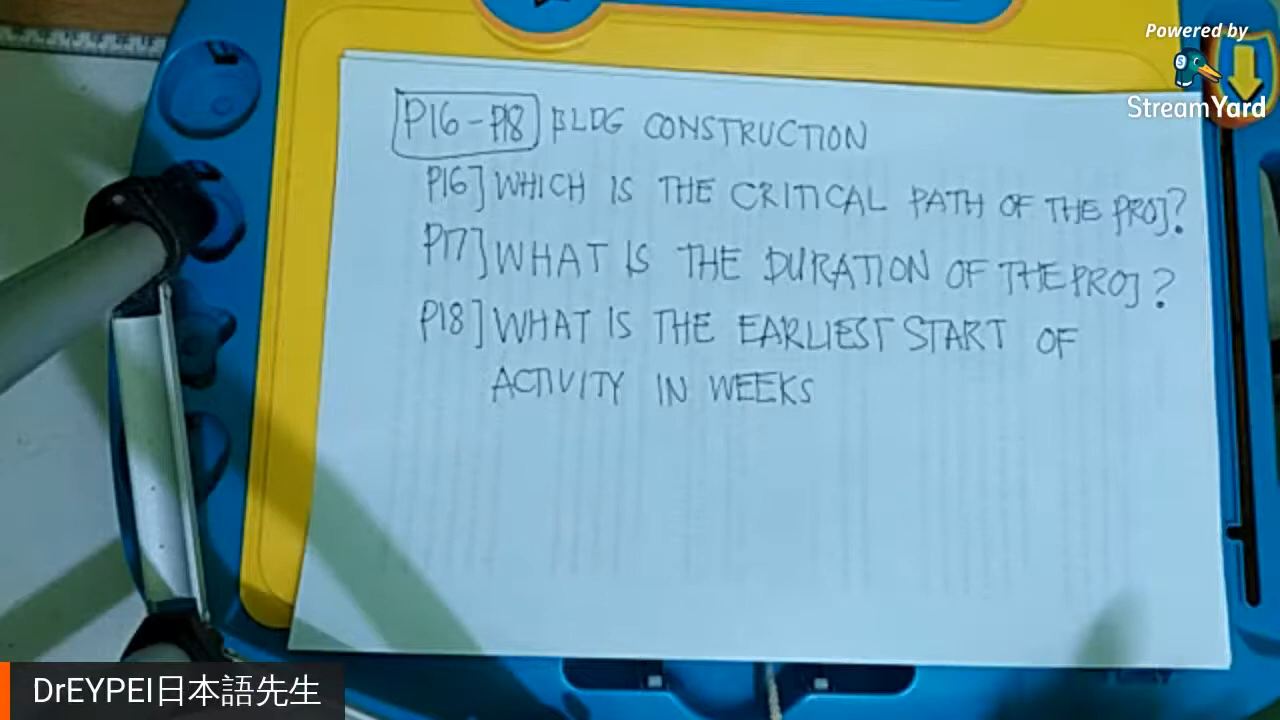 Powered by
StreamYard
P16-P18 BLDG CONSTRUCTION
P16] WHICH IS THE CRITICAL PATH OF THE PROJ?
P17] WHAT IS THE DURATION OF THE PROJ?
P18] WHAT IS THE EARLIEST START OF
ACTIVITY IN WEEKS
DrEYPEI日本語先生